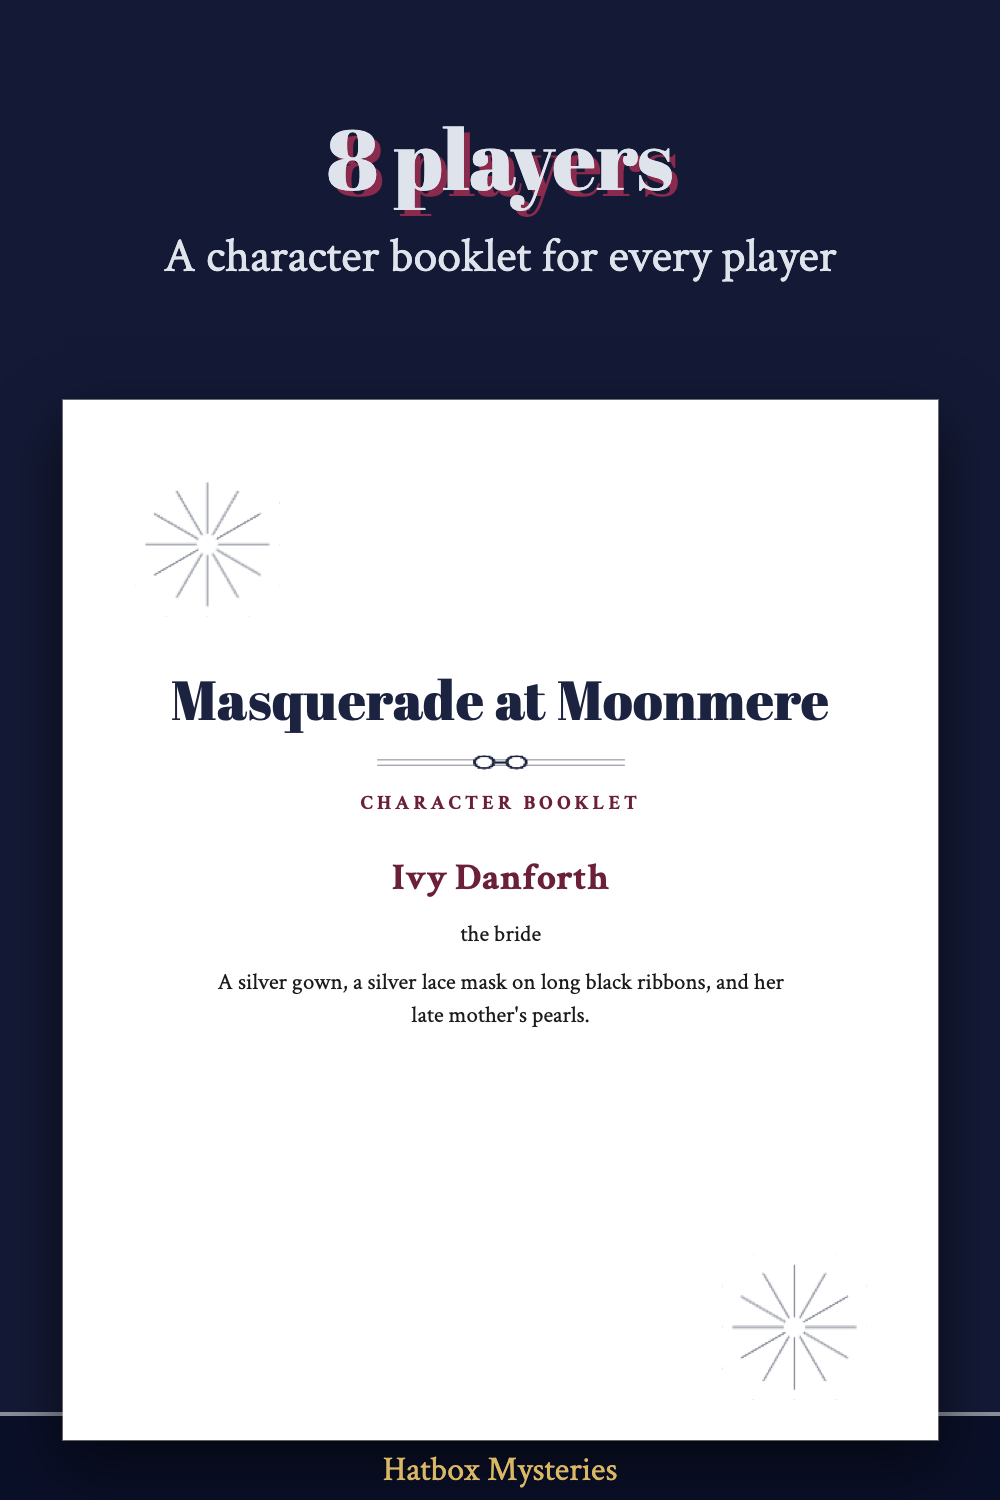 8 players
A character booklet for every player
Masquerade at Moonmere
CHARACTER BOOKLET
Ivy Danforth
the bride
A silver gown, a silver lace mask on long black ribbons, and her
late mother's pearls.
Hatbox Mysteries